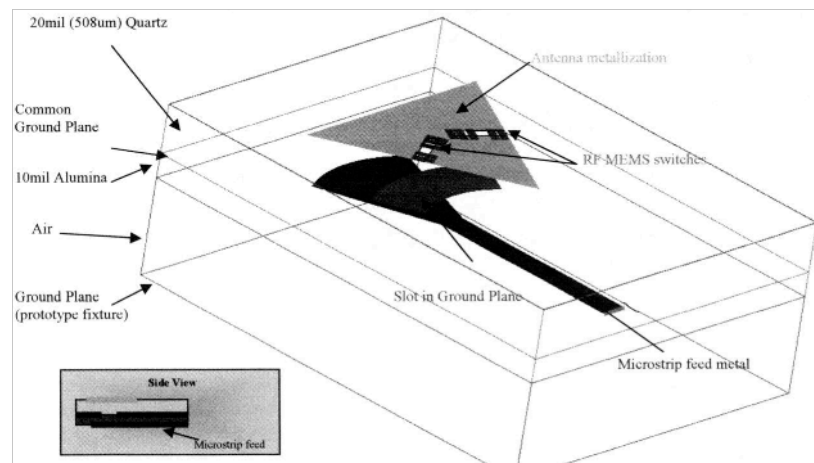 20mil (508um) Quartz
Antenna metallization
Common
Ground Plane
RF MEMS switches
10mil Alumina
Air
Slot in Ground Plane
Ground Plane
(prototype fixture)
Microstrip feed metal
Side View
Microstrip feed